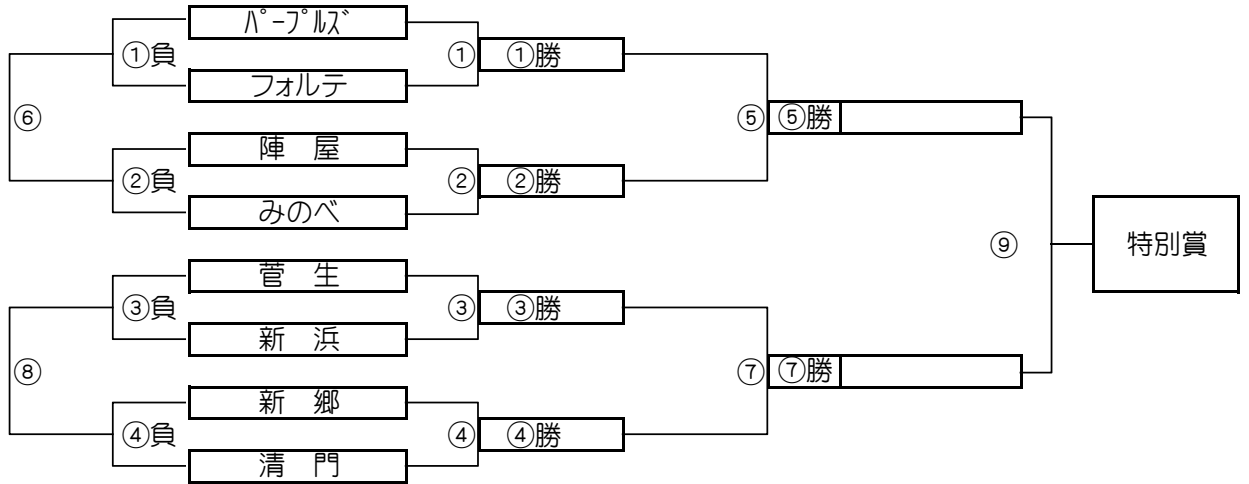 ﾊﾟｰﾌﾟﾙｽﾞ
①負 ① ①勝
フォルテ
⑥ ⑤ ⑤勝
陣 屋
②負 ② ②勝
みのべ
⑨ 特別賞
菅 生
③負 ③ ③勝
新 浜
⑧ ⑦ ⑦勝
新 郷
④負 ④ ④勝
清 門